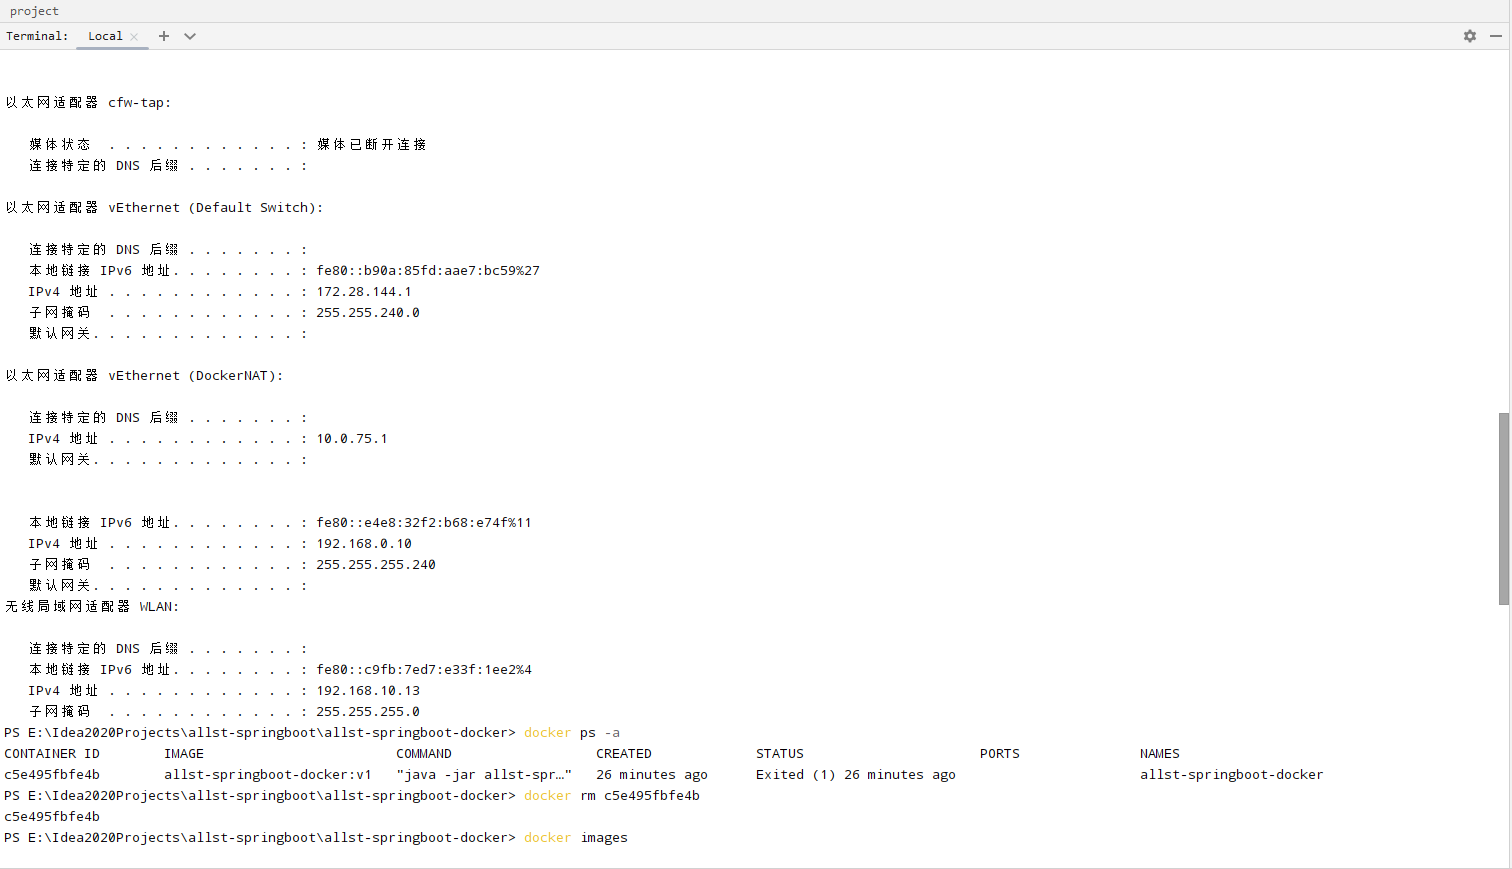 project
Terminal: Local × +
以太网适配器 cfw-tap:
媒体状态 . . . . . . . . . . . . : 媒体已断开连接
连接特定的 DNS 后缀 . . . . . . . :
以太网适配器 vEthernet (Default Switch):
连接特定的 DNS 后缀 . . . . . . . :
本地链接 IPv6 地址. . . . . . . . : fe80::b90a:85fd:aae7:bc59%27
IPv4 地址 . . . . . . . . . . . . : 172.28.144.1
子网掩码 . . . . . . . . . . . . : 255.255.240.0
默认网关. . . . . . . . . . . . . :
以太网适配器 vEthernet (DockerNAT):
连接特定的 DNS 后缀 . . . . . . . :
IPv4 地址 . . . . . . . . . . . . : 10.0.75.1
默认网关. . . . . . . . . . . . . :
本地链接 IPv6 地址. . . . . . . . : fe80::e4e8:32f2:b68:e74f%11
IPv4 地址 . . . . . . . . . . . . : 192.168.0.10
子网掩码 . . . . . . . . . . . . : 255.255.255.240
默认网关. . . . . . . . . . . . . :
无线局域网适配器 WLAN:
连接特定的 DNS 后缀 . . . . . . . :
本地链接 IPv6 地址. . . . . . . . : fe80::c9fb:7ed7:e33f:1ee2%4
IPv4 地址 . . . . . . . . . . . . : 192.168.10.13
子网掩码 . . . . . . . . . . . . : 255.255.255.0
PS E:\Idea2020Projects\allst-springboot\allst-springboot-docker> docker ps -a
CONTAINER ID IMAGE COMMAND CREATED STATUS PORTS NAMES
c5e495fbfe4b allst-springboot-docker:v1 "java -jar allst-spr…" 26 minutes ago Exited (1) 26 minutes ago allst-springboot-docker
PS E:\Idea2020Projects\allst-springboot\allst-springboot-docker> docker rm c5e495fbfe4b
c5e495fbfe4b
PS E:\Idea2020Projects\allst-springboot\allst-springboot-docker> docker images